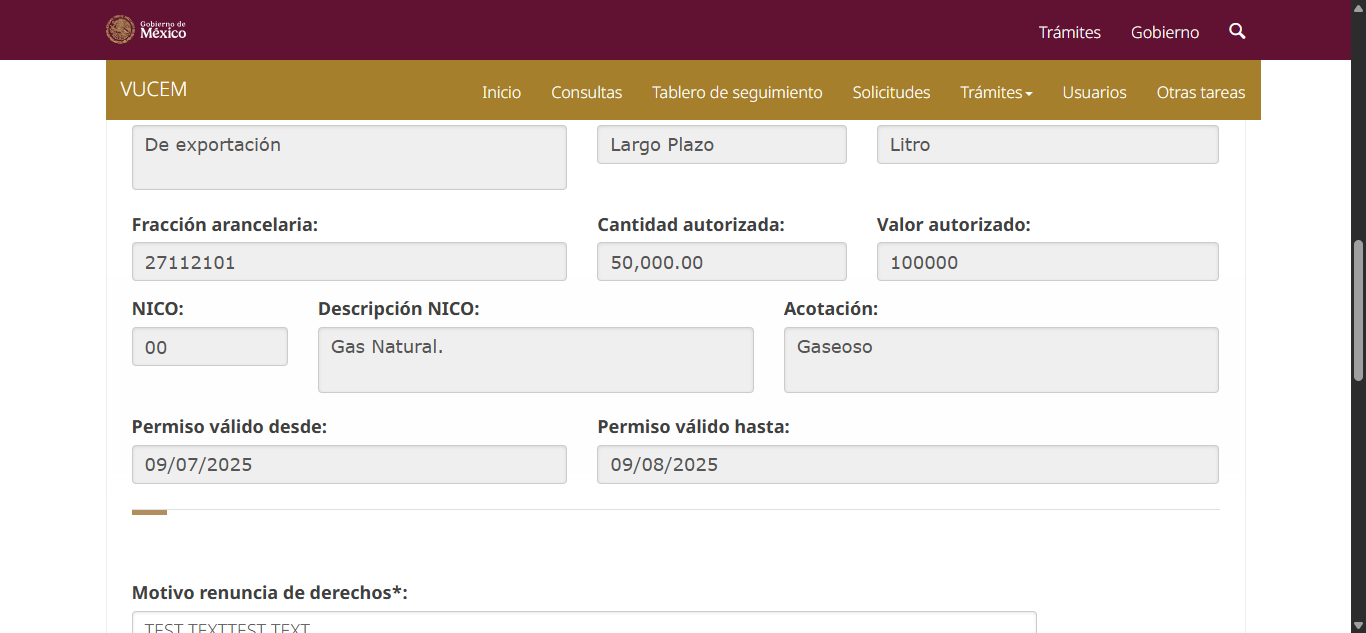 Gobierno de
México
Trámites Gobierno
VUCEM
Inicio Consultas Tablero de seguimiento Solicitudes Trámites Usuarios Otras tareas
De exportación Largo Plazo Litro
Fracción arancelaria: Cantidad autorizada: Valor autorizado:
27112101 50,000.00 100000
NICO: Descripción NICO: Acotación:
00 Gas Natural. Gaseoso
Permiso válido desde: Permiso válido hasta:
09/07/2025 09/08/2025
Motivo renuncia de derechos*:
TEST TEXTTEST TEXT